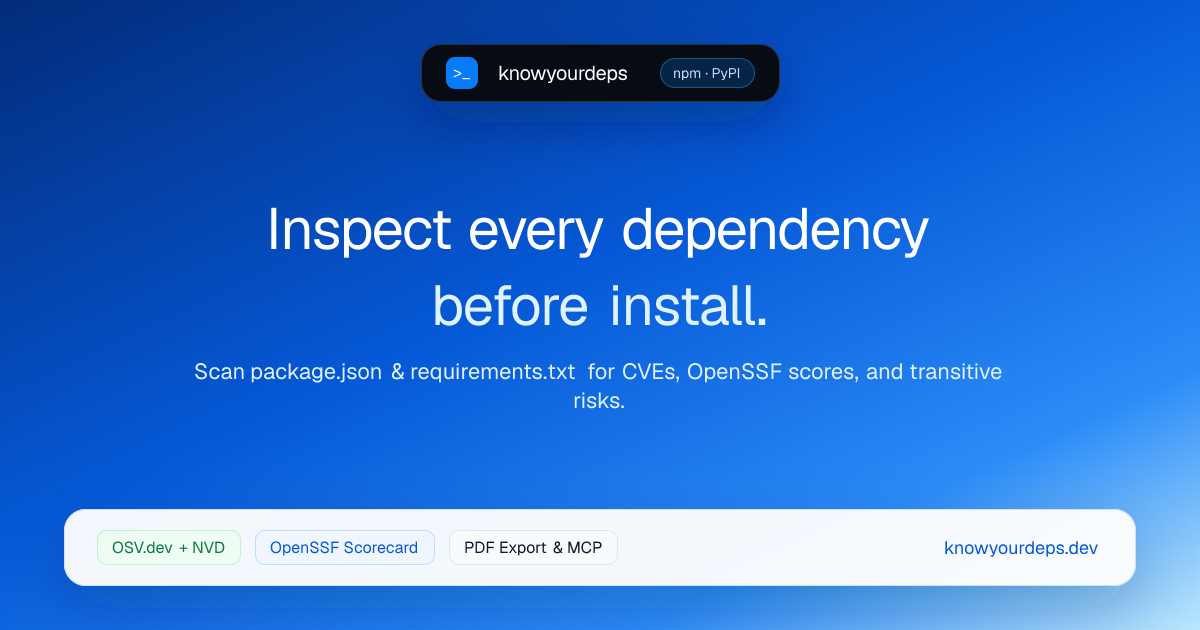 >_ knowyourdeps npm · PyPI
Inspect every dependency
before install.
Scan package.json & requirements.txt for CVEs, OpenSSF scores, and transitive
risks.
OSV.dev + NVD OpenSSF Scorecard PDF Export & MCP knowyourdeps.dev